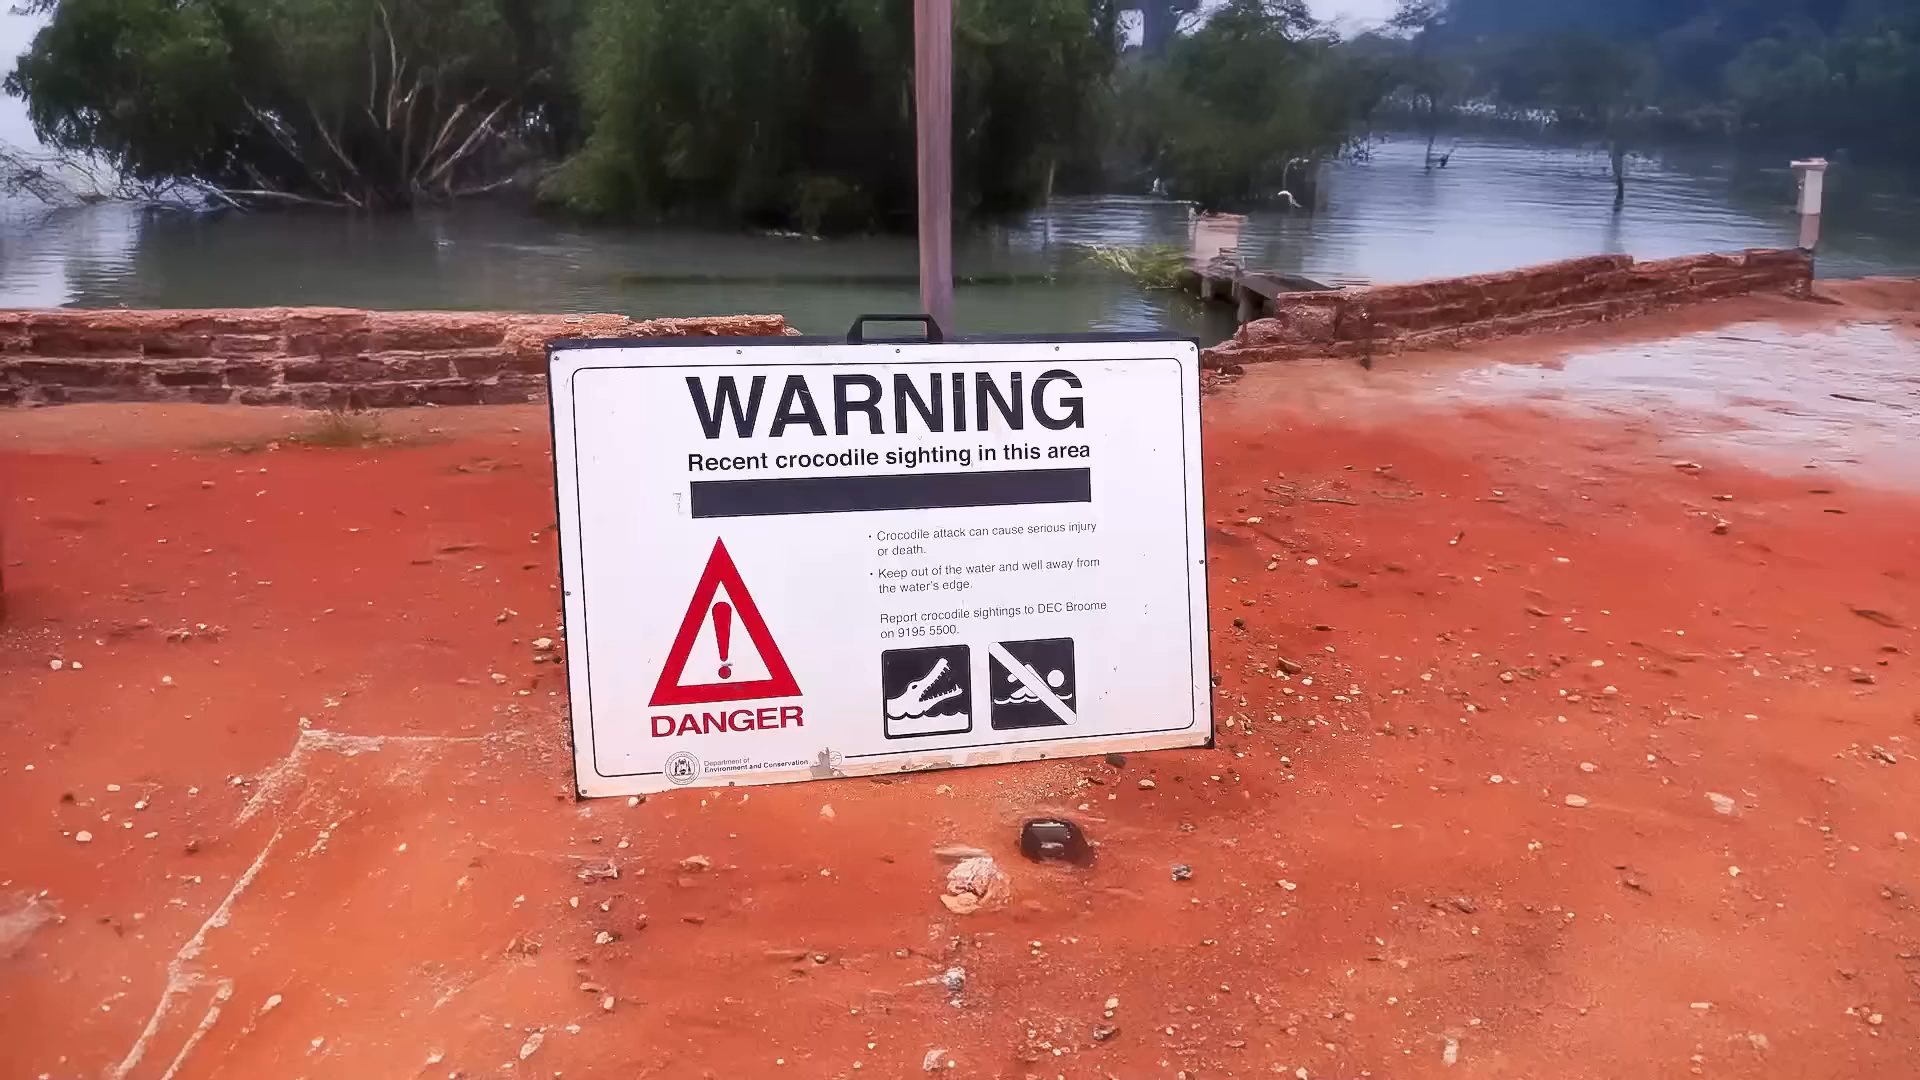 WARNING
Recent crocodile sighting in this area
• Crocodile attack can cause serious injury
or death.
• Keep out of the water and well away from
the water's edge.
Report crocodile sightings to DEC Broome
on 9195 5500.
DANGER
Department of
Environment and Conservation